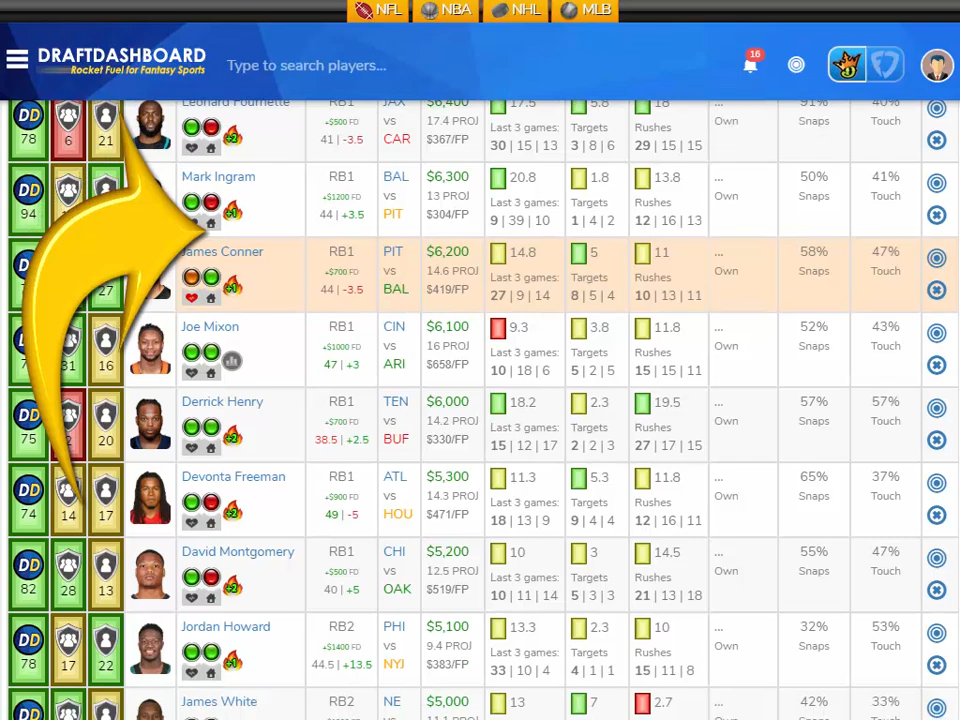 NFL NBA NHL MLB
DRAFTDASHBOARD
Rocket Fuel for Fantasy Sports
Type to search players...
16
DD 78 6 21 Leonard Fournette +2 RB1 +$500 FD 41 | -3.5 JAX vs CAR $6,400 17.4 PROJ $367/FP 17.5 Last 3 games: 30 | 15 | 13 5.8 Targets 3 | 8 | 6 18 Rushes 29 | 15 | 15 ... Own 91% Snaps 40% Touch
DD 94 Mark Ingram +1 RB1 +$1200 FD 44 | +3.5 BAL vs PIT $6,300 13 PROJ $304/FP 20.8 Last 3 games: 9 | 39 | 10 1.8 Targets 1 | 4 | 2 13.8 Rushes 12 | 16 | 13 ... Own 50% Snaps 41% Touch
27 James Conner +1 RB1 +$700 FD 44 | -3.5 PIT vs BAL $6,200 14.6 PROJ $419/FP 14.8 Last 3 games: 27 | 9 | 14 5 Targets 8 | 5 | 4 11 Rushes 10 | 13 | 11 ... Own 58% Snaps 47% Touch
31 16 Joe Mixon RB1 +$1000 FD 47 | +3 CIN vs ARI $6,100 16 PROJ $658/FP 9.3 Last 3 games: 10 | 18 | 6 3.8 Targets 5 | 2 | 5 11.8 Rushes 15 | 15 | 11 ... Own 52% Snaps 43% Touch
DD 75 20 Derrick Henry +2 RB1 +$700 FD 38.5 | +2.5 TEN vs BUF $6,000 14.2 PROJ $330/FP 18.2 Last 3 games: 15 | 12 | 17 2.3 Targets 2 | 2 | 3 19.5 Rushes 27 | 17 | 15 ... Own 57% Snaps 57% Touch
DD 74 14 17 Devonta Freeman +2 RB1 +$900 FD 49 | -5 ATL vs HOU $5,300 14.3 PROJ $471/FP 11.3 Last 3 games: 18 | 13 | 9 5.3 Targets 9 | 4 | 4 11.8 Rushes 12 | 16 | 11 ... Own 65% Snaps 37% Touch
DD 82 28 13 David Montgomery +2 RB1 +$500 FD 40 | +5 CHI vs OAK $5,200 12.5 PROJ $519/FP 10 Last 3 games: 10 | 11 | 14 3 Targets 5 | 3 | 3 14.5 Rushes 21 | 13 | 18 ... Own 55% Snaps 47% Touch
DD 78 17 22 Jordan Howard +1 RB2 +$1400 FD 44.5 | +13.5 PHI vs NYJ $5,100 9.4 PROJ $383/FP 13.3 Last 3 games: 33 | 10 | 4 2.3 Targets 4 | 1 | 1 10 Rushes 15 | 11 | 8 ... Own 32% Snaps 53% Touch
DD James White RB2 NE $5,000 13 7 2.7 ... 42% 33%